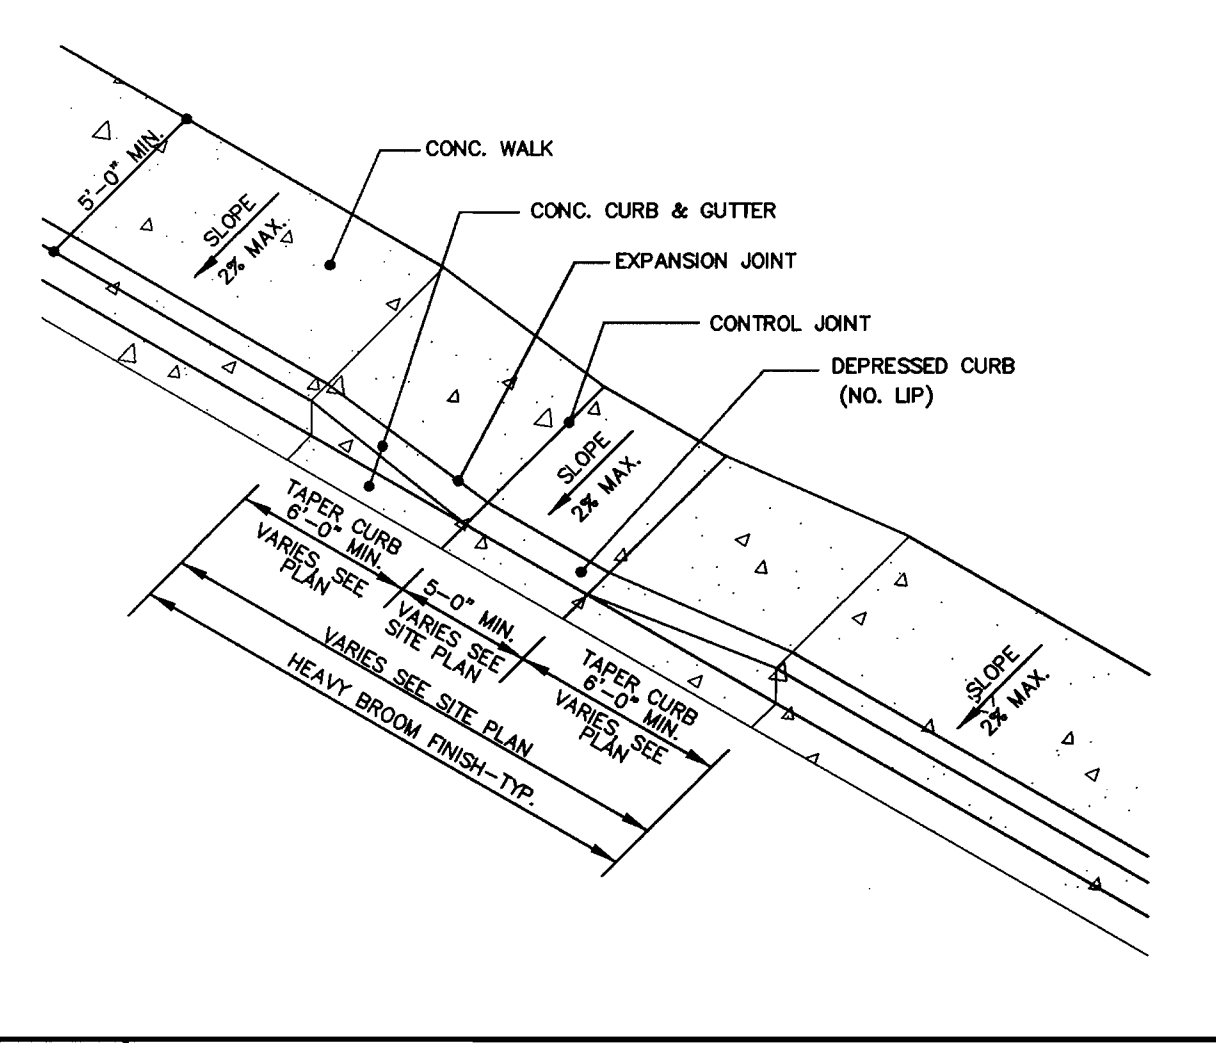 CONC. WALK
CONC. CURB & GUTTER
EXPANSION JOINT
CONTROL JOINT
DEPRESSED CURB
(NO. LIP)
5'-0" MIN.
SLOPE
2% MAX.
SLOPE
2% MAX.
SLOPE
2% MAX.
TAPER CURB
6'-0" MIN.
VARIES, SEE
PLAN
5-0" MIN.
VARIES SEE
SITE PLAN
TAPER CURB
6'-0" MIN.
VARIES, SEE
PLAN
VARIES SEE SITE PLAN
HEAVY BROOM FINISH-TYP.